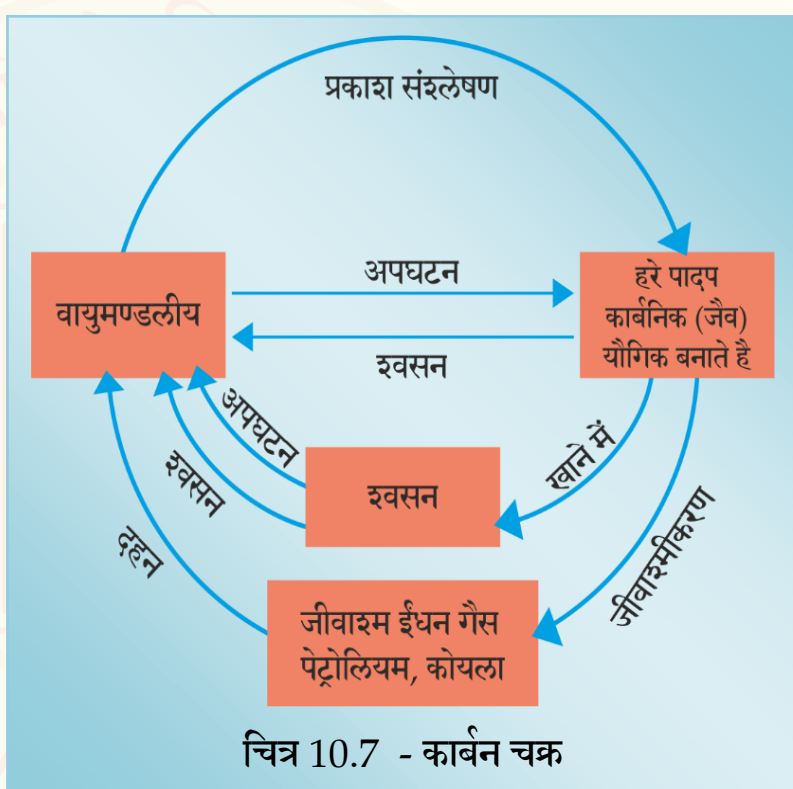 प्रकाश संश्लेषण
वायुमण्डलीय
अपघटन
श्वसन
हरे पादप
कार्बनिक (जैव)
यौगिक बनाते है
अपघटन
श्वसन
दहन
श्वसन
खाने में
जीवाश्मीकरण
जीवाश्म ईंधन गैस
पेट्रोलियम, कोयला
चित्र 10.7 - कार्बन चक्र